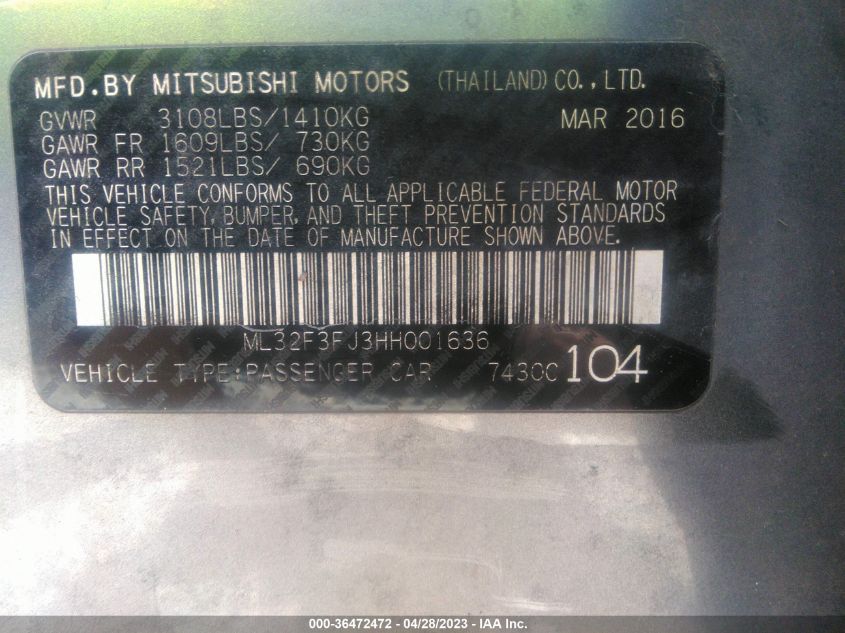 MFD.BY MITSUBISHI MOTORS (THAILAND) CO.,LTD.
GVWR 3108LBS/1410KG MAR 2016
GAWR FR 1609LBS/ 730KG
GAWR RR 1521LBS/ 690KG
THIS VEHICLE CONFORMS TO ALL APPLICABLE FEDERAL MOTOR
VEHICLE SAFETY, BUMPER, AND THEFT PREVENTION STANDARDS
IN EFFECT ON THE DATE OF MANUFACTURE SHOWN ABOVE.
ML32F3FJ3HH001636
VEHICLE TYPE:PASSENGER CAR 7430C 104
000-36472472 - 04/28/2023 - IAA Inc.